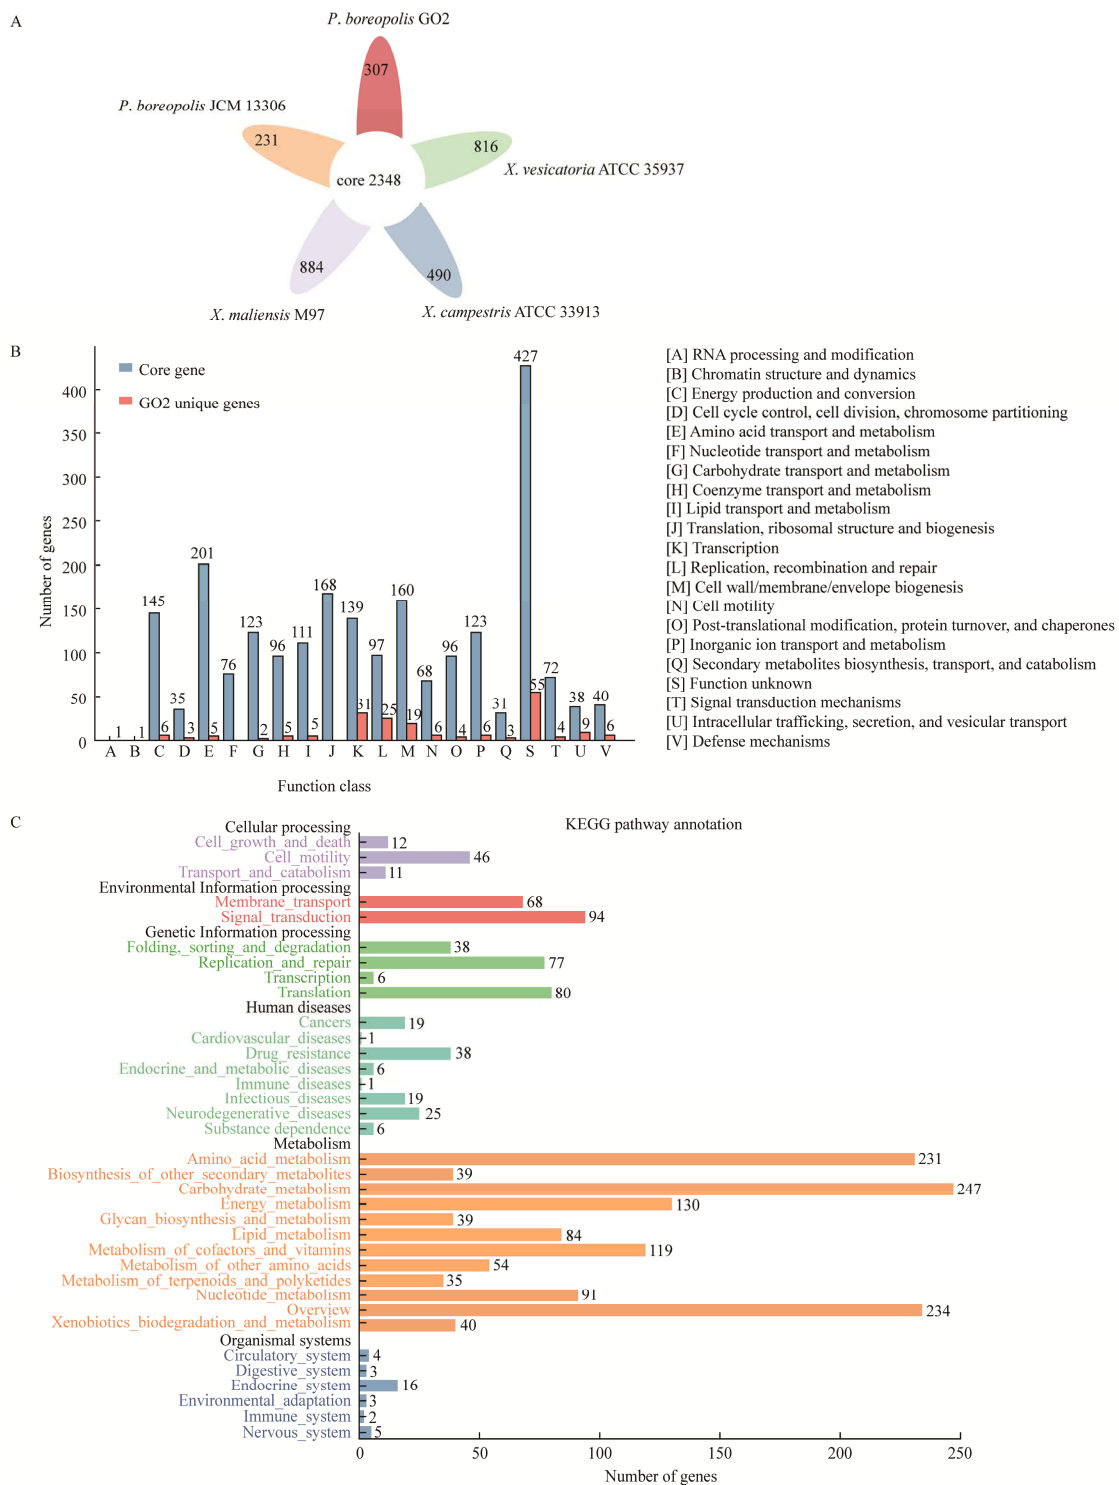 A
P. boreopolis GO2
307
P. boreopolis JCM 13306
231
816
X. vesicatoria ATCC 35937
core 2348
884
490
X. maliensis M97
X. campestris ATCC 33913
B
Core gene
GO2 unique genes
Number of genes
400
350
300
250
200
150
100
50
0
1
1
145
6
35
3
201
5
76
123
2
96
5
111
5
168
139
31
97
25
160
19
68
6
96
4
123
6
31
3
427
55
72
4
38
9
40
6
A B C D E F G H I J K L M N O P Q S T U V
Function class
[A] RNA processing and modification
[B] Chromatin structure and dynamics
[C] Energy production and conversion
[D] Cell cycle control, cell division, chromosome partitioning
[E] Amino acid transport and metabolism
[F] Nucleotide transport and metabolism
[G] Carbohydrate transport and metabolism
[H] Coenzyme transport and metabolism
[I] Lipid transport and metabolism
[J] Translation, ribosomal structure and biogenesis
[K] Transcription
[L] Replication, recombination and repair
[M] Cell wall/membrane/envelope biogenesis
[N] Cell motility
[O] Post-translational modification, protein turnover, and chaperones
[P] Inorganic ion transport and metabolism
[Q] Secondary metabolites biosynthesis, transport, and catabolism
[S] Function unknown
[T] Signal transduction mechanisms
[U] Intracellular trafficking, secretion, and vesicular transport
[V] Defense mechanisms
C
KEGG pathway annotation
Cellular processing
Cell_growth_and_death 12
Cell_motility 46
Transport_and_catabolism 11
Environmental Information processing
Membrane_transport 68
Signal_transduction 94
Genetic Information processing
Folding,_sorting_and_degradation 38
Replication_and_repair 77
Transcription 6
Translation 80
Human diseases
Cancers 19
Cardiovascular_diseases 1
Drug_resistance 38
Endocrine_and_metabolic_diseases 6
Immune_diseases 1
Infectious_diseases 19
Neurodegenerative_diseases 25
Substance dependence 6
Metabolism
Amino_acid_metabolism 231
Biosynthesis_of_other_secondary_metabolites 39
Carbohydrate_metabolism 247
Energy_metabolism 130
Glycan_biosynthesis_and_metabolism 39
Lipid_metabolism 84
Metabolism_of_cofactors_and_vitamins 119
Metabolism_of_other_amino_acids 54
Metabolism_of_terpenoids_and_polyketides 35
Nucleotide_metabolism 91
Overview 234
Xenobiotics_biodegradation_and_metabolism 40
Organismal systems
Circulatory_system 4
Digestive_system 3
Endocrine_system 16
Environmental_adaptation 3
Immune_system 2
Nervous_system 5
0 50 100 150 200 250
Number of genes